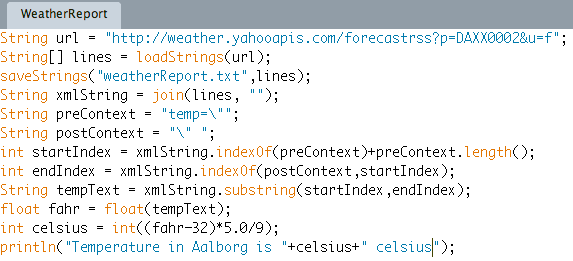 WeatherReport
String url = "http://weather.yahooapis.com/forecastrss?p=DAXX0002&u=f";
String[] lines = loadStrings(url);
saveStrings("weatherReport.txt",lines);
String xmlString = join(lines, "");
String preContext = "temp=\"";
String postContext = "\" ";
int startIndex = xmlString.indexOf(preContext)+preContext.length();
int endIndex = xmlString.indexOf(postContext,startIndex);
String tempText = xmlString.substring(startIndex,endIndex);
float fahr = float(tempText);
int celsius = int((fahr-32)*5.0/9);
println("Temperature in Aalborg is "+celsius+" celsius");